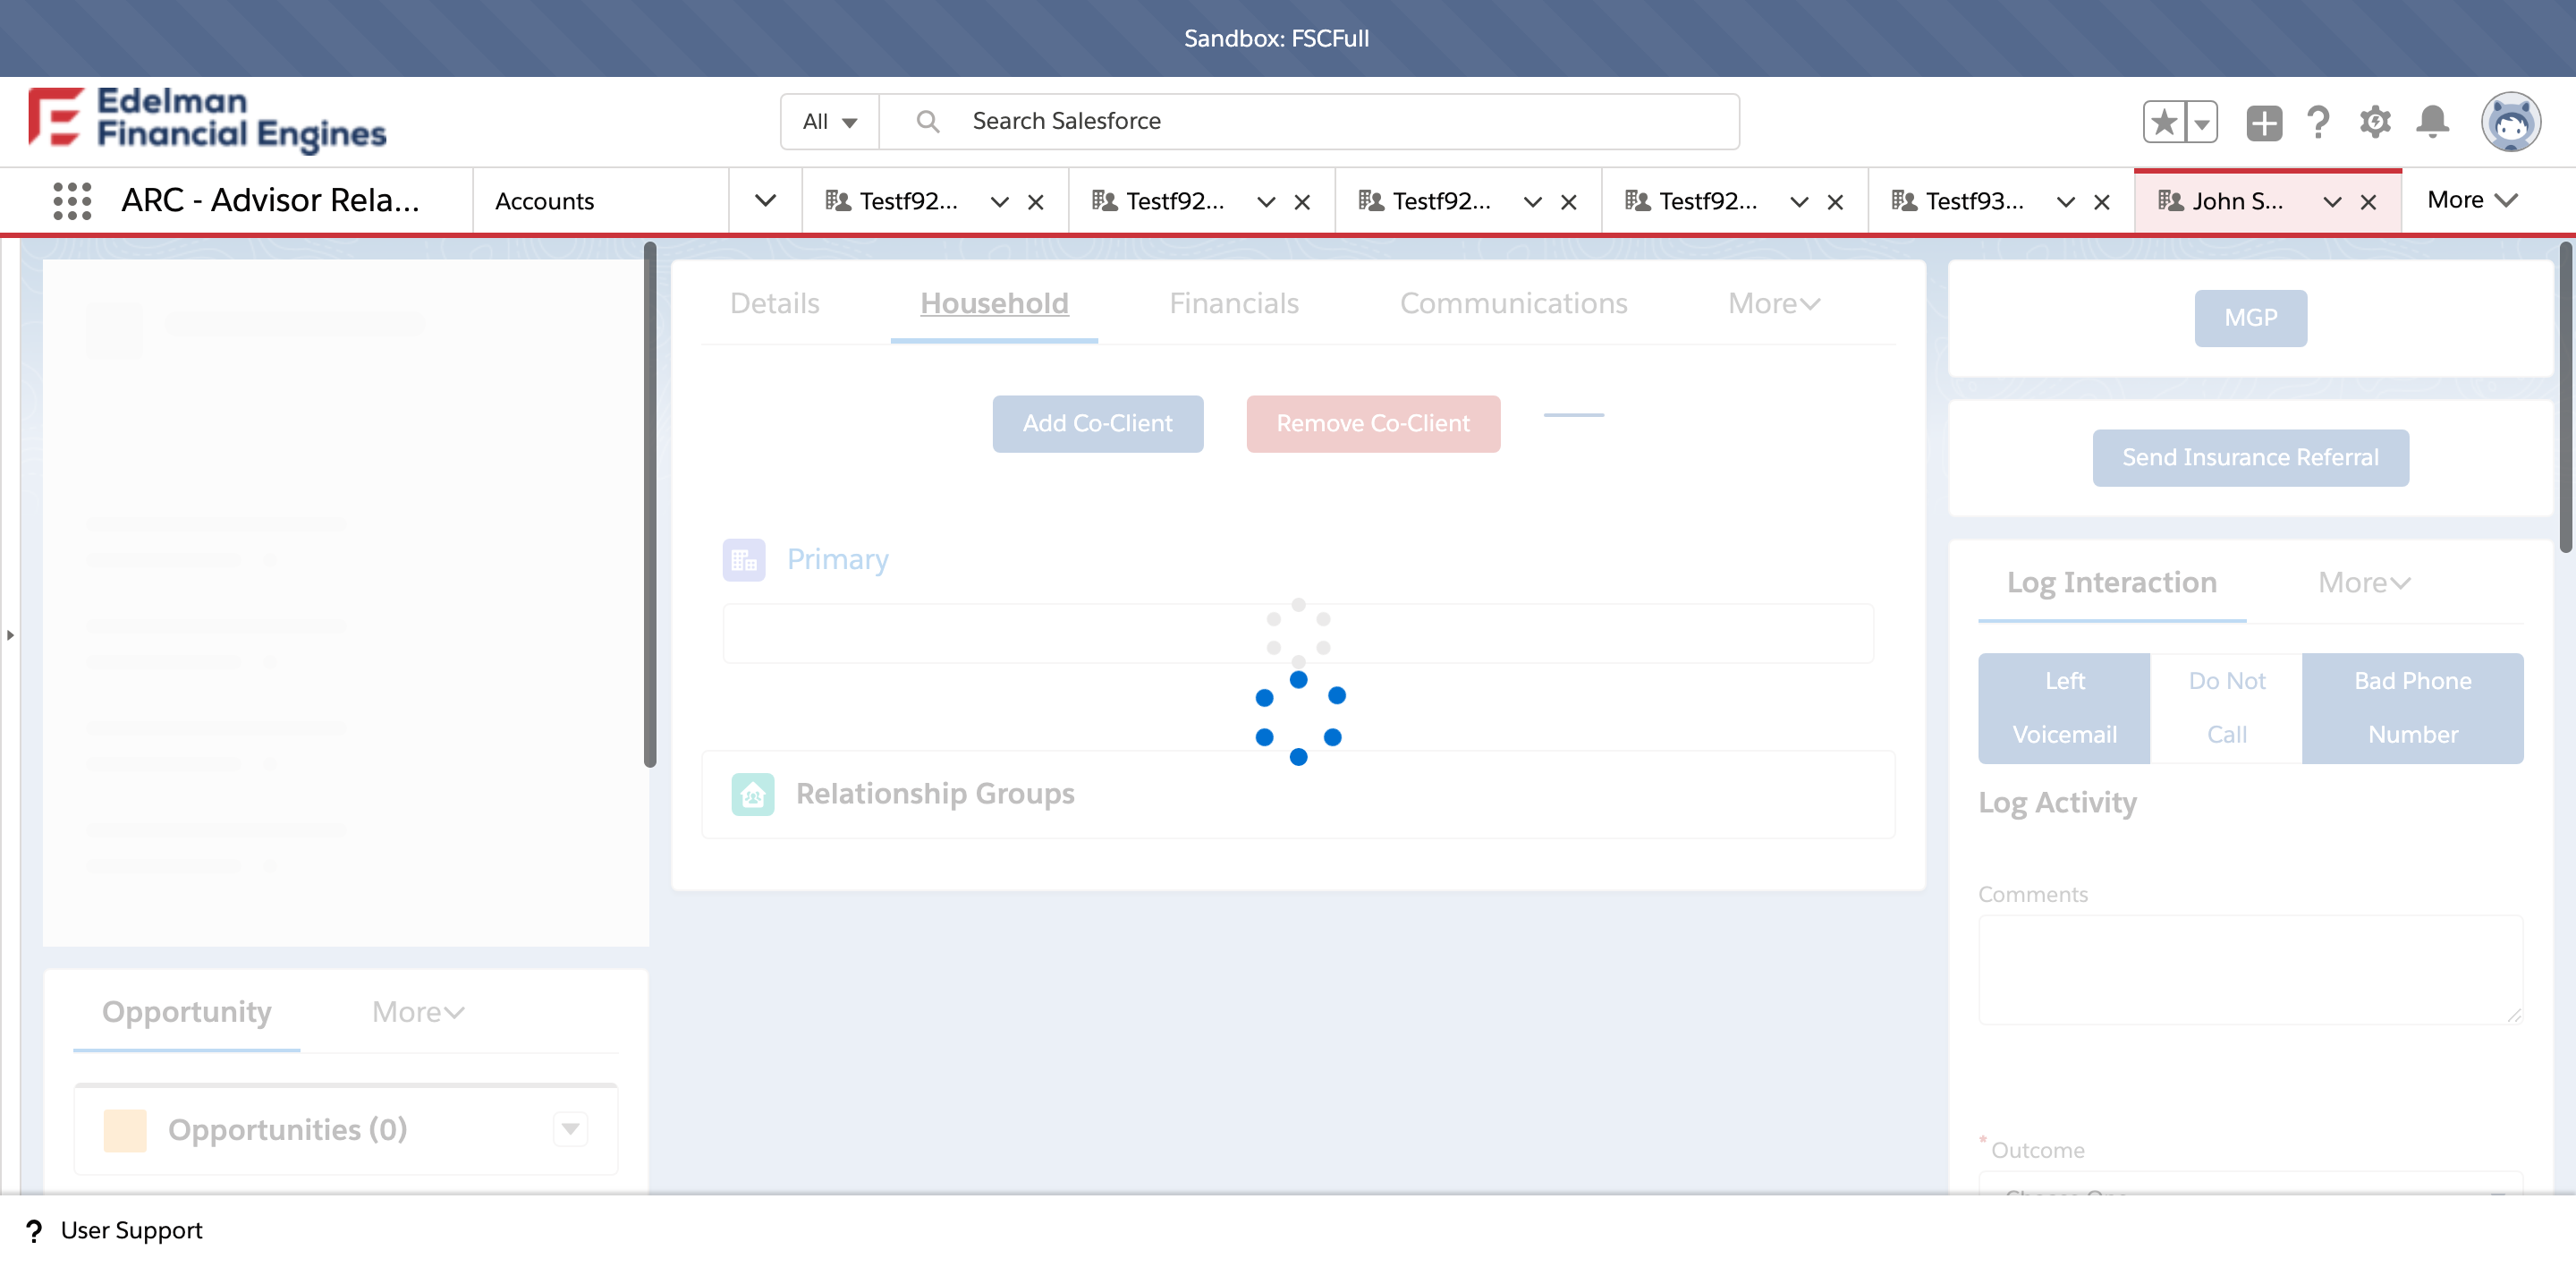 Sandbox: FSCFull
Edelman
Financial Engines
All
Search Salesforce
ARC - Advisor Rela...
Accounts
Testf92...
Testf92...
Testf92...
Testf92...
Testf93...
John S...
More
Details
Household
Financials
Communications
More
Add Co-Client
Remove Co-Client
Primary
Relationship Groups
MGP
Send Insurance Referral
Log Interaction
More
Left
Voicemail
Do Not
Call
Bad Phone
Number
Log Activity
Comments
* Outcome
Choose One
Opportunity
More
Opportunities (0)
? User Support